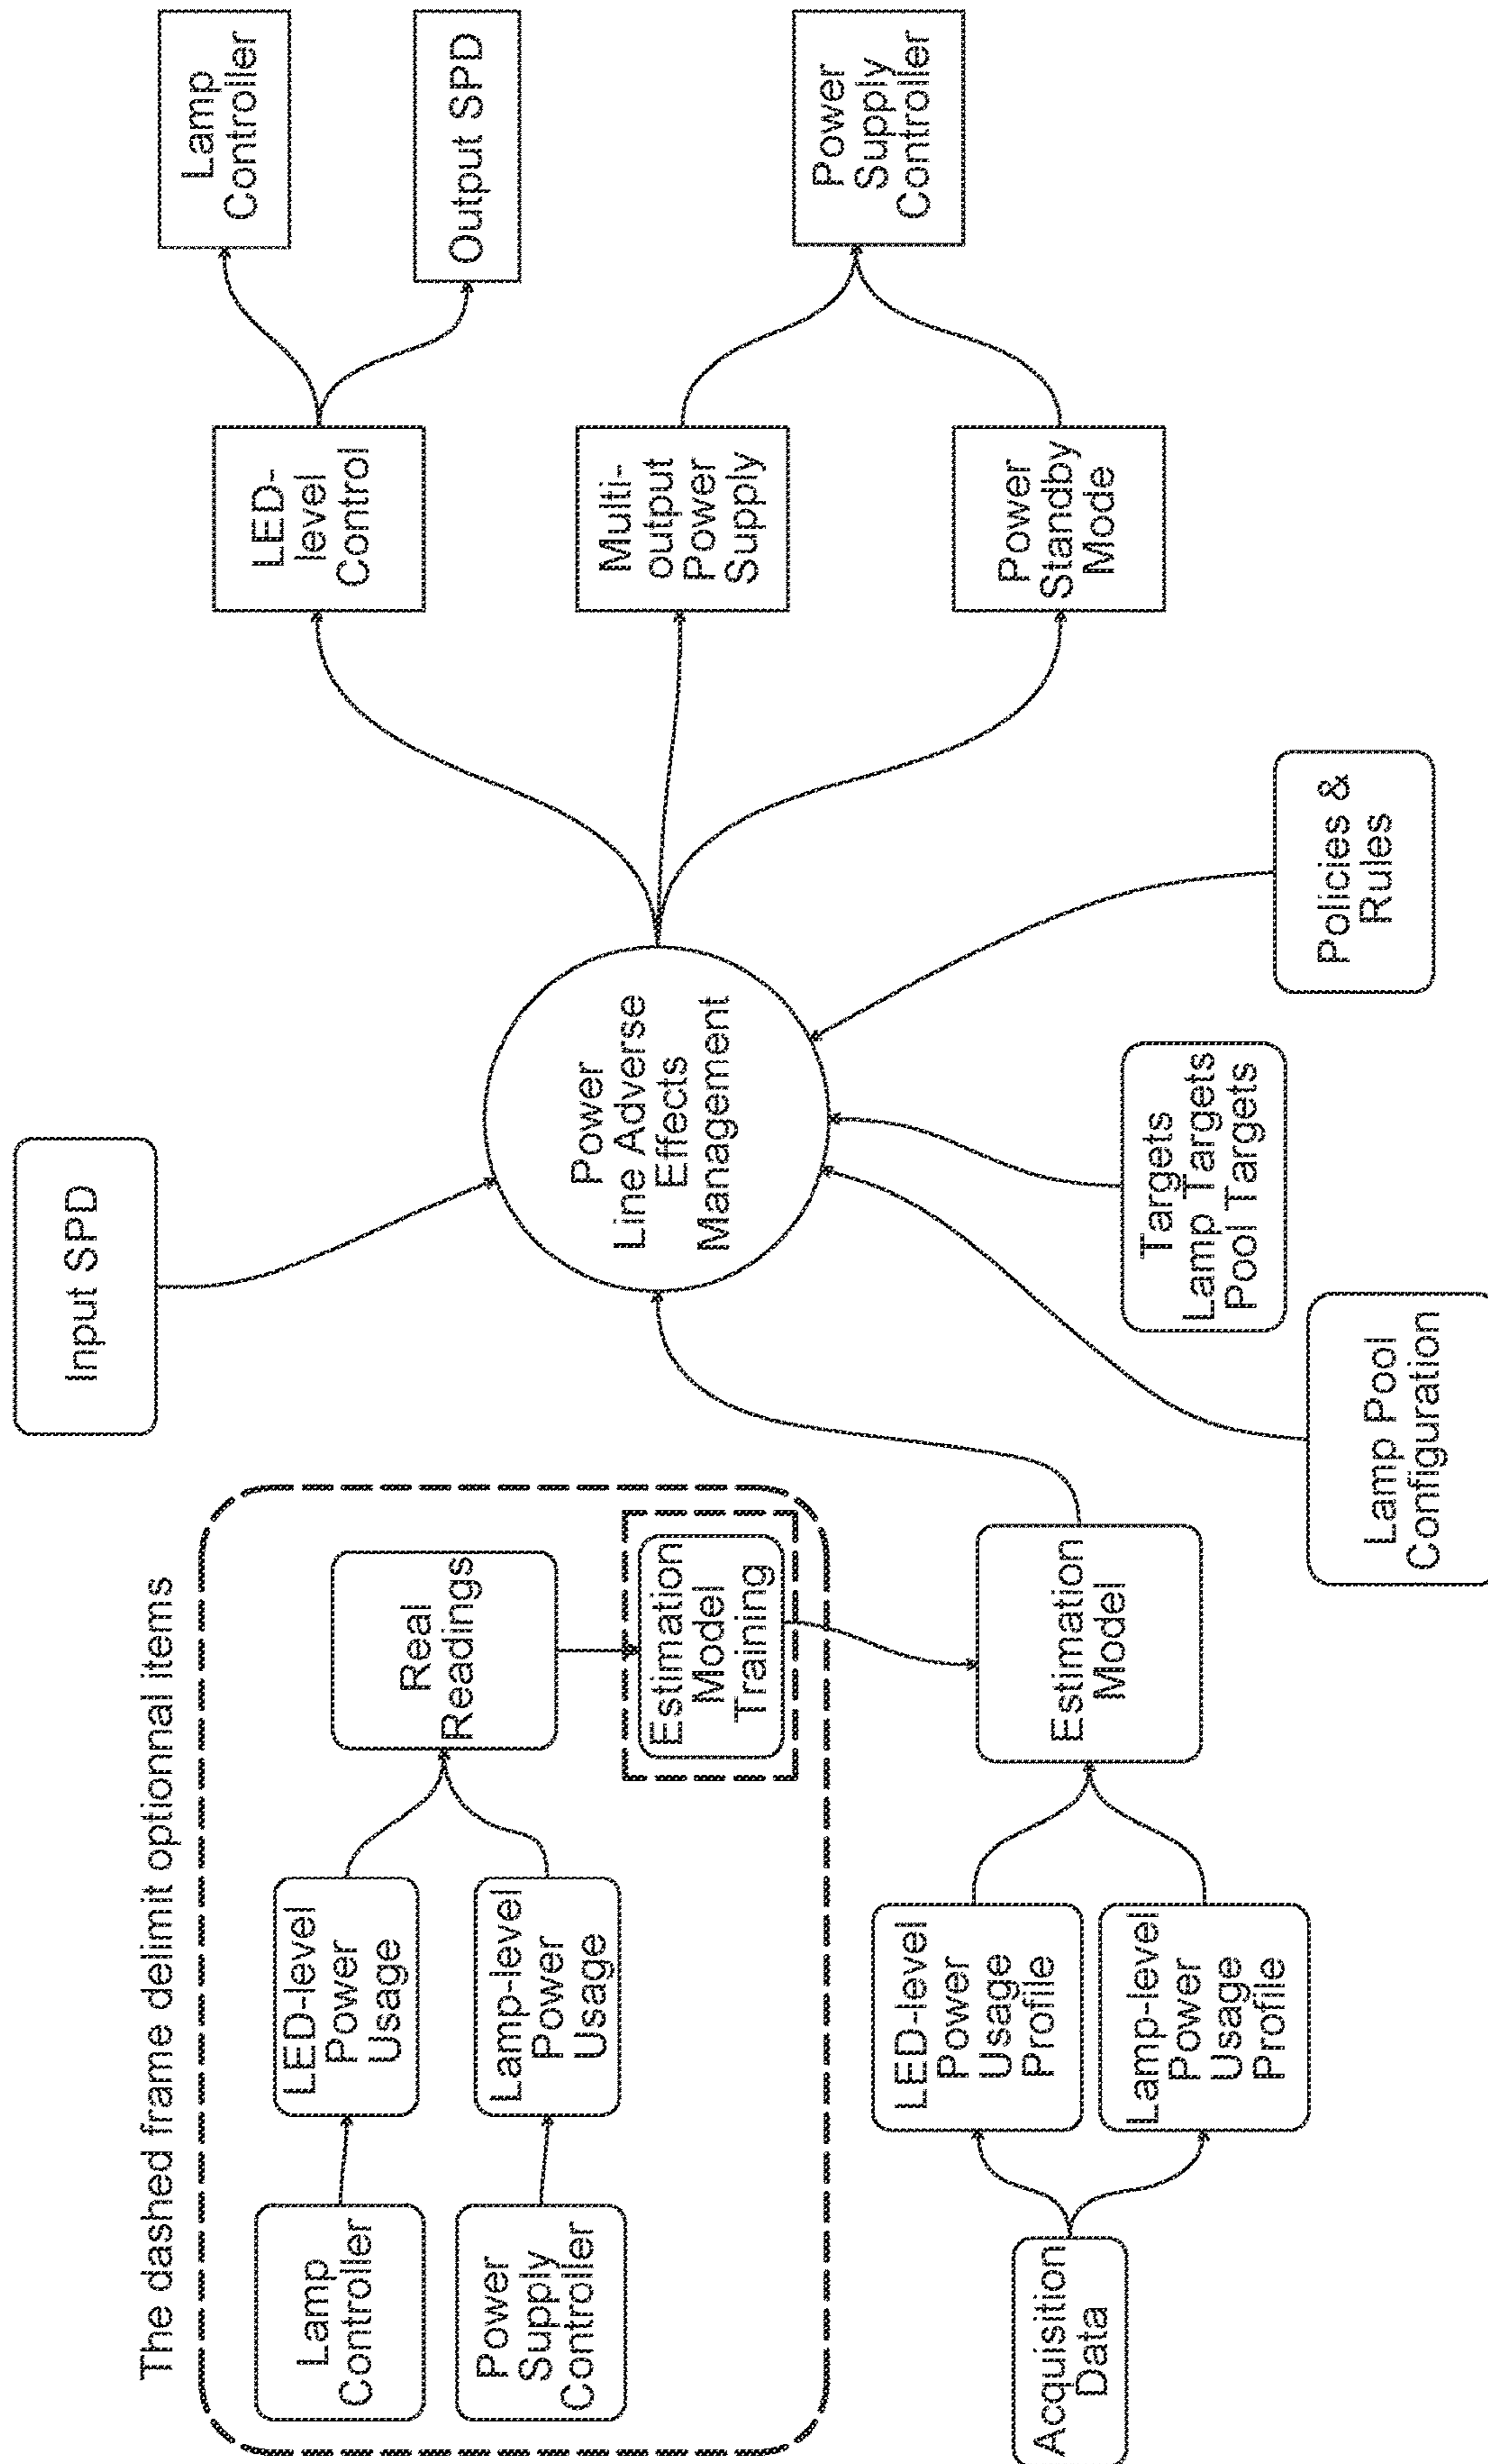 The dashed frame delimit optionnal items
Lamp
Controller
LED-level
Power
Usage
Power
Supply
Controller
Lamp-level
Power
Usage
Real
Readings
Estimation
Model
Training
Acquisition
Data
LED-level
Power
Usage
Profile
Lamp-level
Power
Usage
Profile
Estimation
Model
Input SPD
Power
Line Adverse
Effects
Management
Lamp Pool
Configuration
Targets
Lamp Targets
Pool Targets
Policies &
Rules
LED-
level
Control
Multi-
output
Power
Supply
Power
Standby
Mode
Lamp
Controller
Output SPD
Power
Supply
Controller